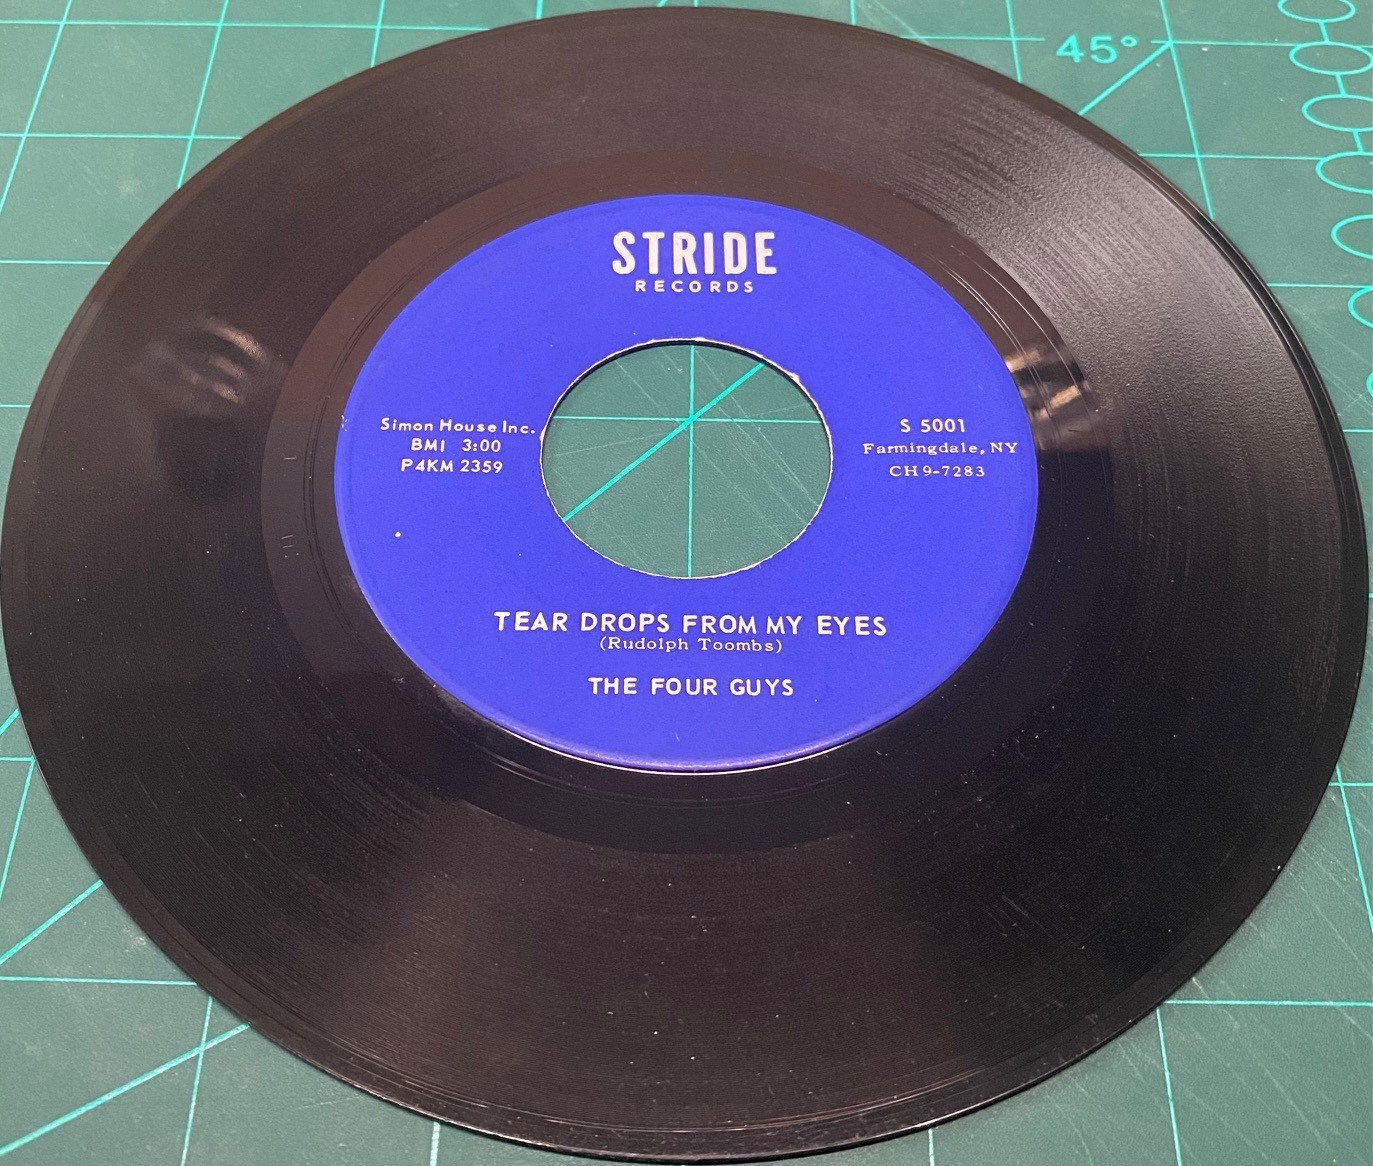 45°
STRIDE
RECORDS
Simon House Inc.
BMI 3:00
P4KM 2359
S 5001
Farmingdale, NY
CH 9-7283
TEAR DROPS FROM MY EYES
(Rudolph Toombs)
THE FOUR GUYS